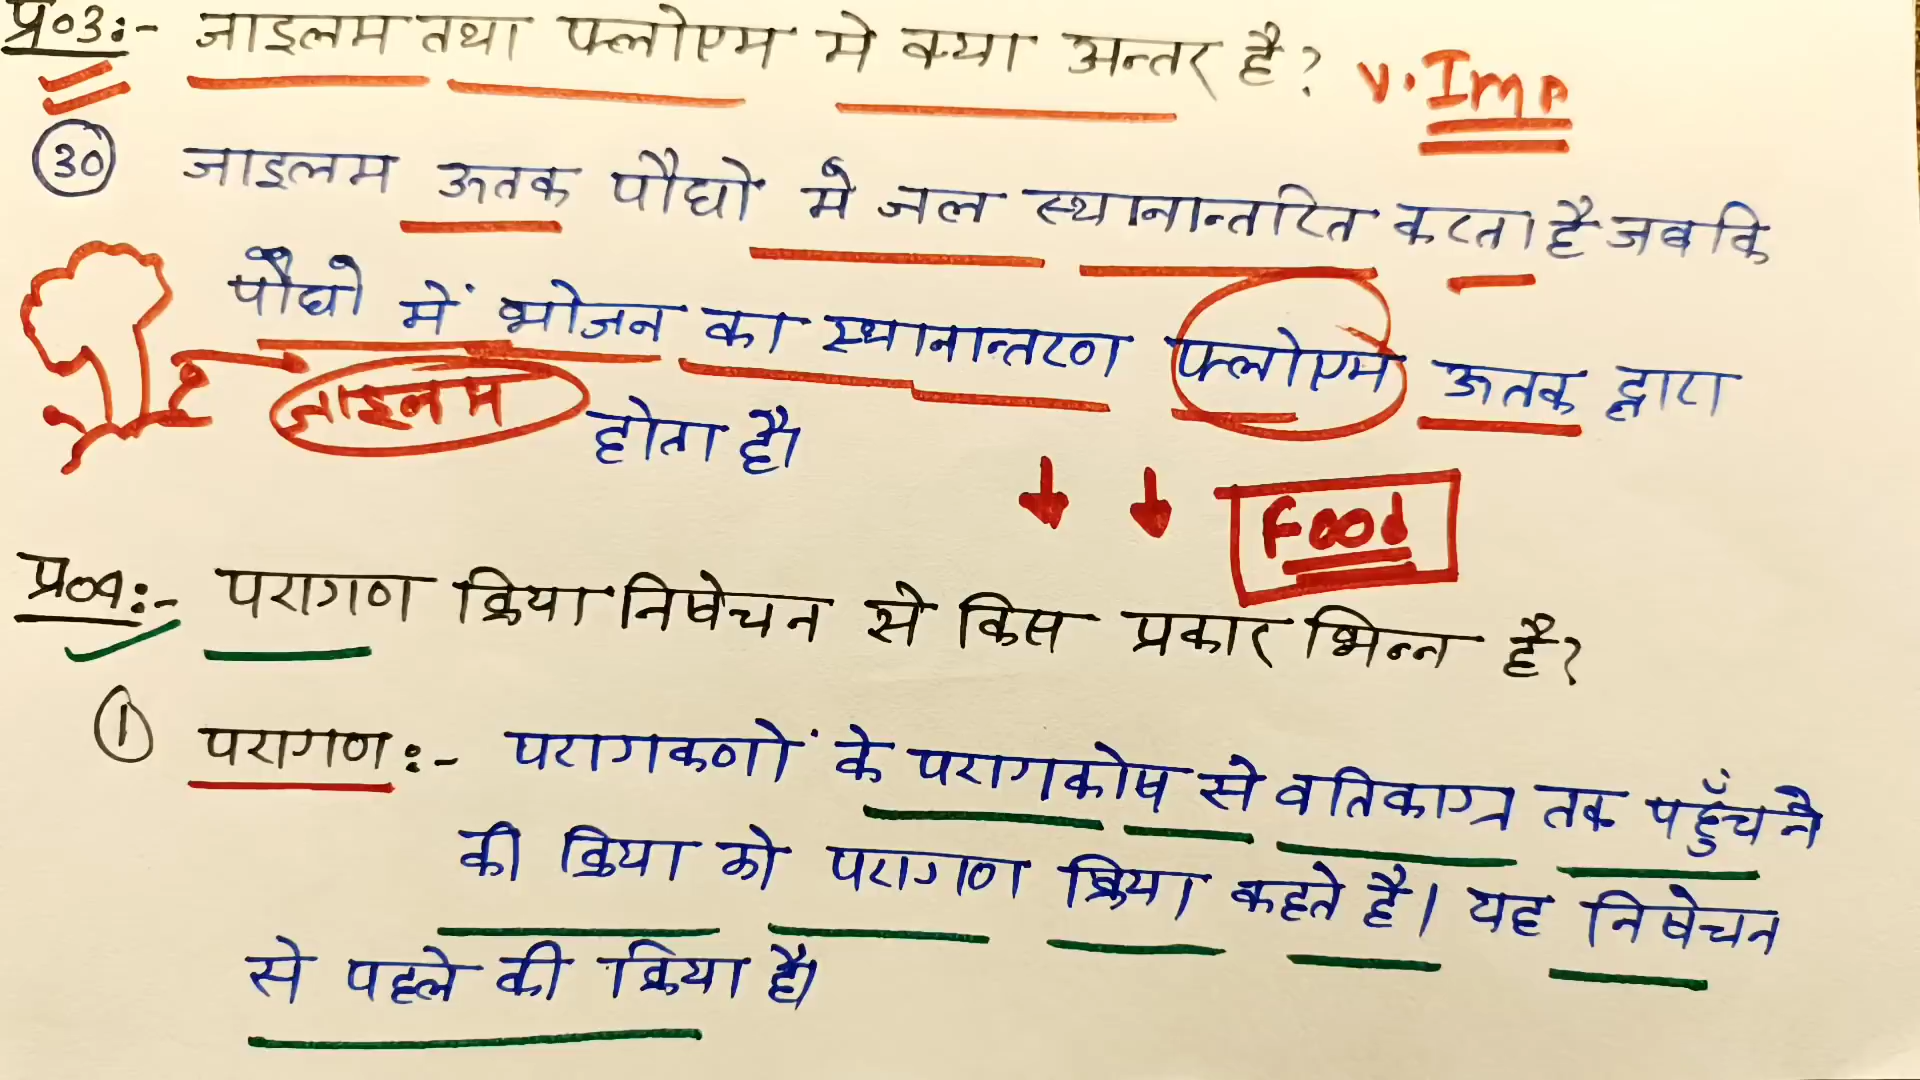 प्र०3:- जाइलम तथा फ्लोएम मे क्या अन्तर है? V.Imp
30 जाइलम ऊतक पौधो मे जल स्थानान्तरित करता है जबकि
पौधो में भोजन का स्थानान्तरण फ्लोएम ऊतक द्वारा
जाइलम
होता है।
Food
प्र०4:- परागण क्रिया निषेचन से किस प्रकार भिन्न है?
1 परागण:- परागकणों के परागकोष से वर्तिकाग्र तक पहुँचने
की क्रिया को परागण क्रिया कहते है। यह निषेचन
से पहले की क्रिया है।